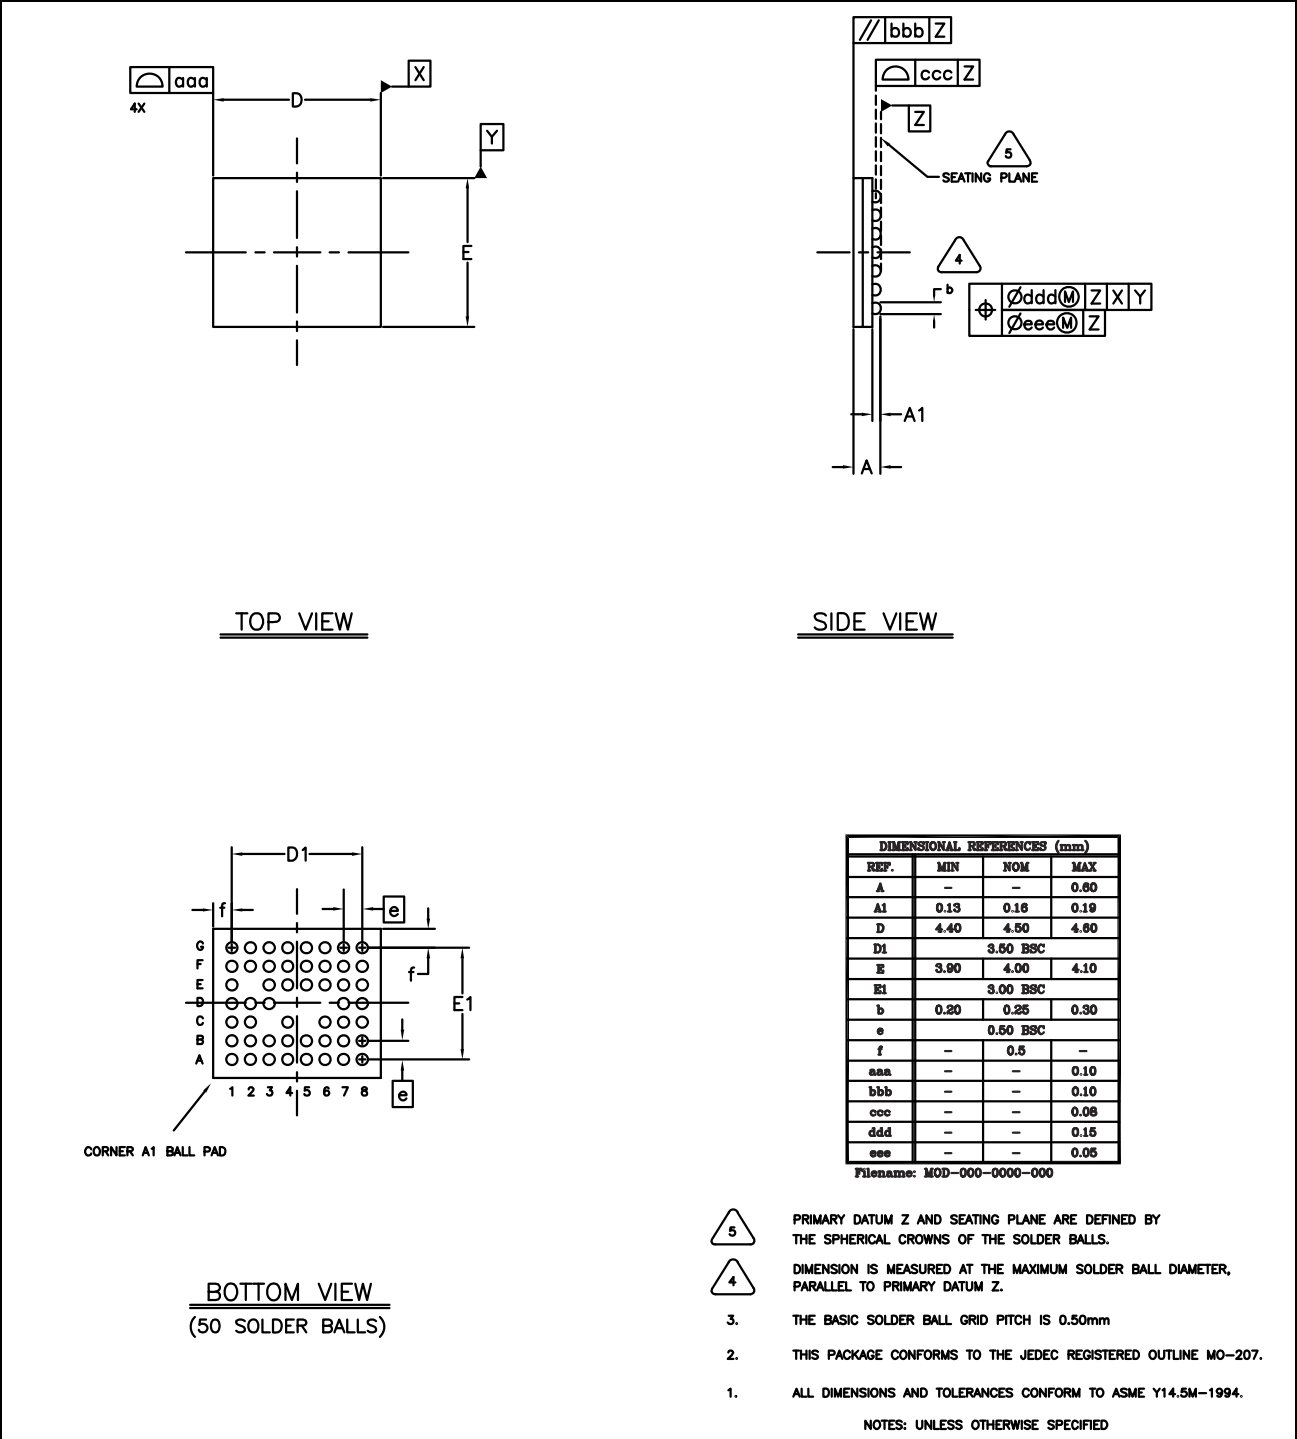 // bbb Z
aaa
4X
D
X
ccc Z
Z
Y
5
SEATING PLANE
E
4
b
Øddd Ⓜ Z X Y
Øeee Ⓜ Z
A1
A
TOP VIEW
SIDE VIEW
D1
f
e
G
F
E
D
C
B
A
f
E1
1 2 3 4 5 6 7 8
e
CORNER A1 BALL PAD
BOTTOM VIEW
(50 SOLDER BALLS)
DIMENSIONAL REFERENCES (mm)
REF. MIN NOM MAX
A – – 0.60
A1 0.13 0.16 0.19
D 4.40 4.50 4.60
D1 3.50 BSC
E 3.90 4.00 4.10
E1 3.00 BSC
b 0.20 0.25 0.30
e 0.50 BSC
f – 0.5 –
aaa – – 0.10
bbb – – 0.10
ccc – – 0.08
ddd – – 0.15
eee – – 0.05
Filename: MOD-000-0000-000
5 PRIMARY DATUM Z AND SEATING PLANE ARE DEFINED BY
THE SPHERICAL CROWNS OF THE SOLDER BALLS.
4 DIMENSION IS MEASURED AT THE MAXIMUM SOLDER BALL DIAMETER,
PARALLEL TO PRIMARY DATUM Z.
3. THE BASIC SOLDER BALL GRID PITCH IS 0.50mm
2. THIS PACKAGE CONFORMS TO THE JEDEC REGISTERED OUTLINE MO-207.
1. ALL DIMENSIONS AND TOLERANCES CONFORM TO ASME Y14.5M-1994.
NOTES: UNLESS OTHERWISE SPECIFIED